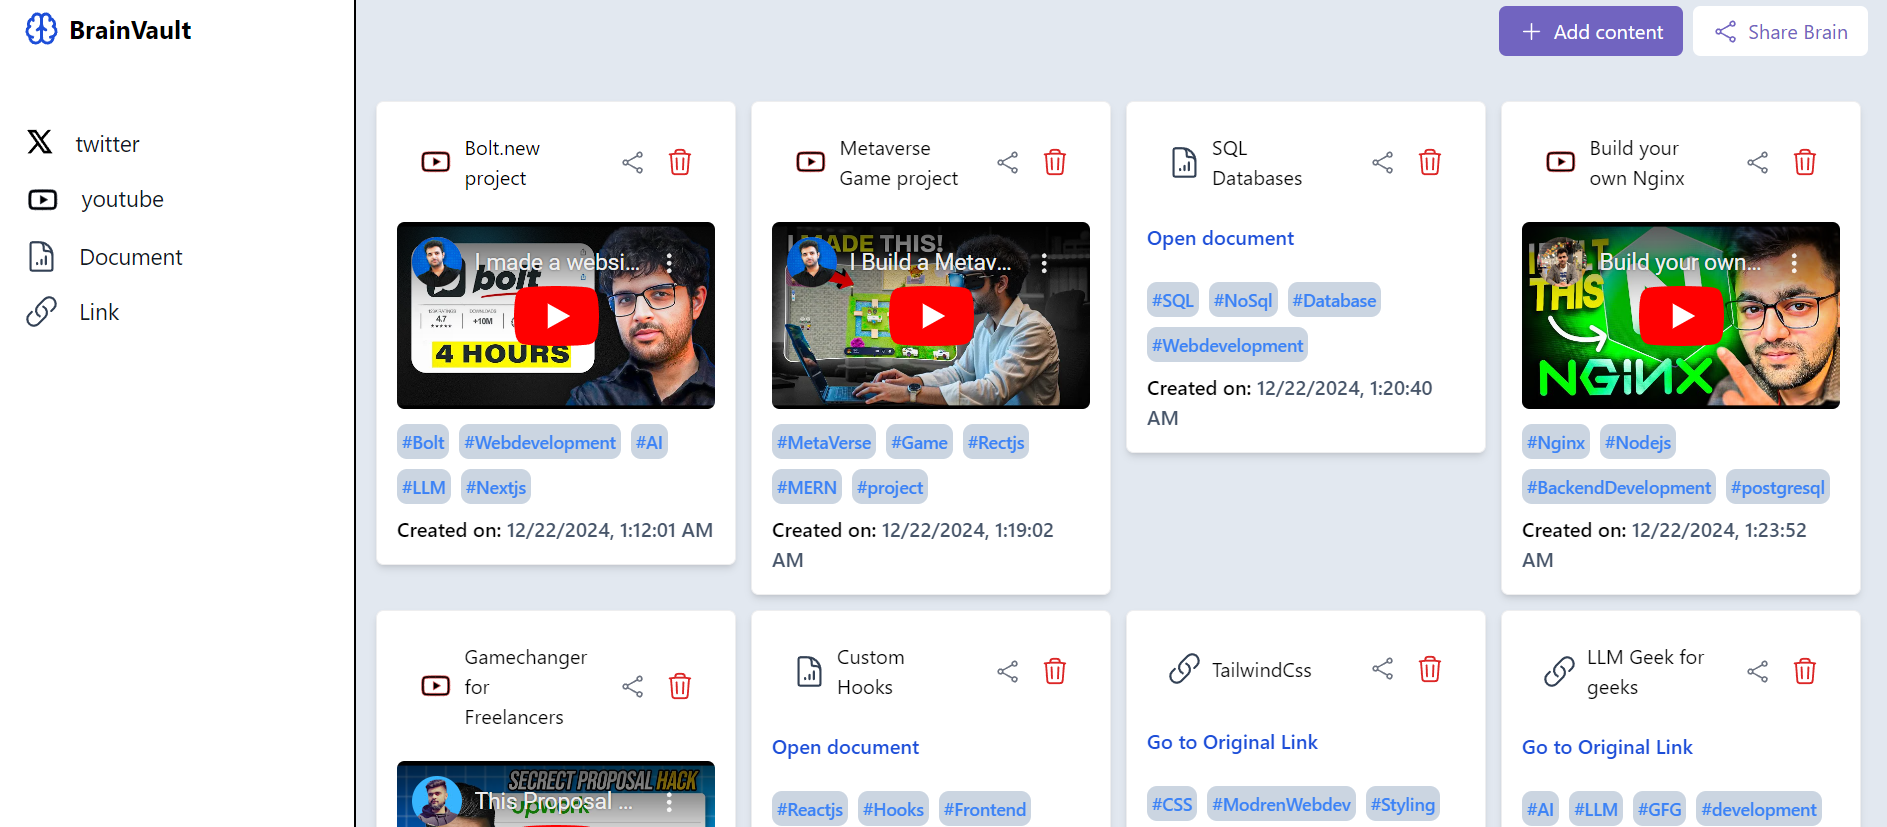 BrainVault
Add content
Share Brain
twitter
youtube
Document
Link
Bolt.new
project
I made a websi...
bolt
4.7
+10M
4 HOURS
#Bolt #Webdevelopment #AI
#LLM #Nextjs
Created on: 12/22/2024, 1:12:01 AM
Metaverse
Game project
I MADE THIS!
I Build a Metav...
#MetaVerse #Game #Rectjs
#MERN #project
Created on: 12/22/2024, 1:19:02
AM
SQL
Databases
Open document
#SQL #NoSql #Database
#Webdevelopment
Created on: 12/22/2024, 1:20:40
AM
Build your
own Nginx
Build your own...
THIS
NGiNX
#Nginx #Nodejs
#BackendDevelopment #postgresql
Created on: 12/22/2024, 1:23:52
AM
Gamechanger
for
Freelancers
SECRECT PROPOSAL HACK
This Proposal ...
upwork
Custom
Hooks
Open document
#Reactjs #Hooks #Frontend
TailwindCss
Go to Original Link
#CSS #ModrenWebdev #Styling
LLM Geek for
geeks
Go to Original Link
#AI #LLM #GFG #development